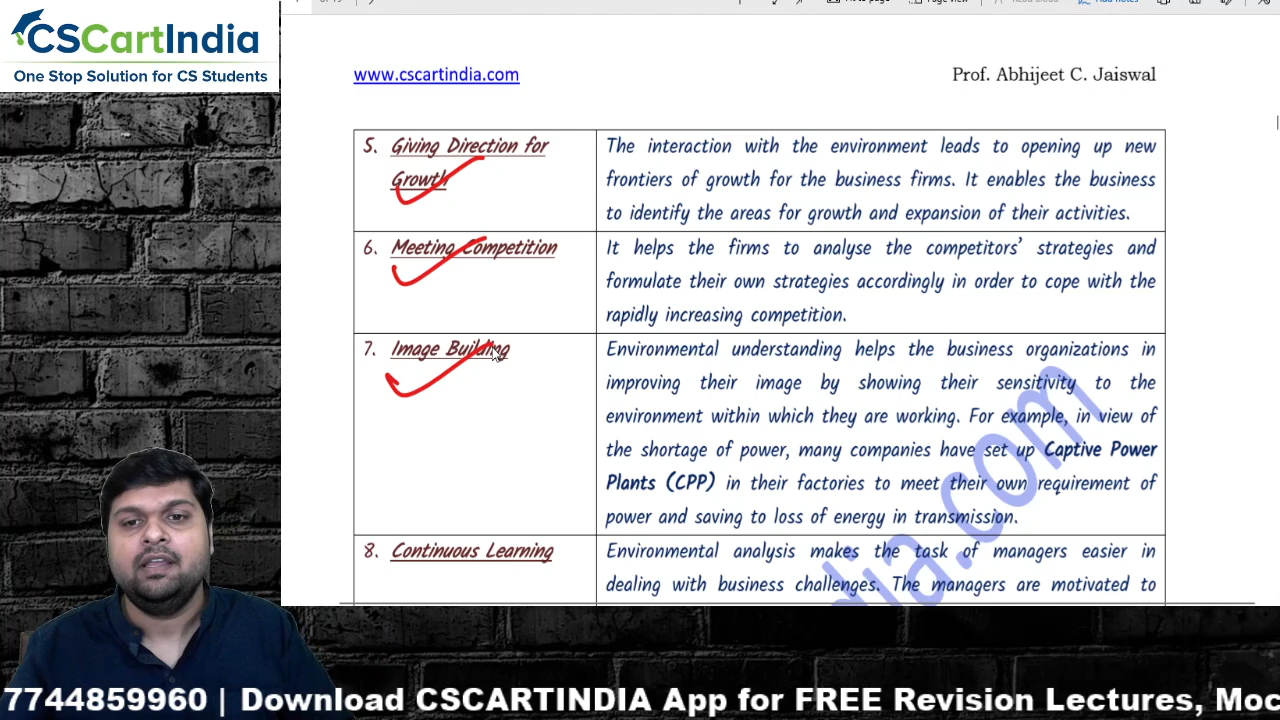 CSCartIndia
One Stop Solution for CS Students
www.cscartindia.com
Prof. Abhijeet C. Jaiswal
5. Giving Direction for
Growth
The interaction with the environment leads to opening up new
frontiers of growth for the business firms. It enables the business
to identify the areas for growth and expansion of their activities.
6. Meeting Competition
It helps the firms to analyse the competitors’ strategies and
formulate their own strategies accordingly in order to cope with the
rapidly increasing competition.
7. Image Building
Environmental understanding helps the business organizations in
improving their image by showing their sensitivity to the
environment within which they are working. For example, in view of
the shortage of power, many companies have set up Captive Power
Plants (CPP) in their factories to meet their own requirement of
power and saving to loss of energy in transmission.
8. Continuous Learning
Environmental analysis makes the task of managers easier in
dealing with business challenges. The managers are motivated to
dia.com
7744859960 | Download CSCARTINDIA App for FREE Revision Lectures, Moc